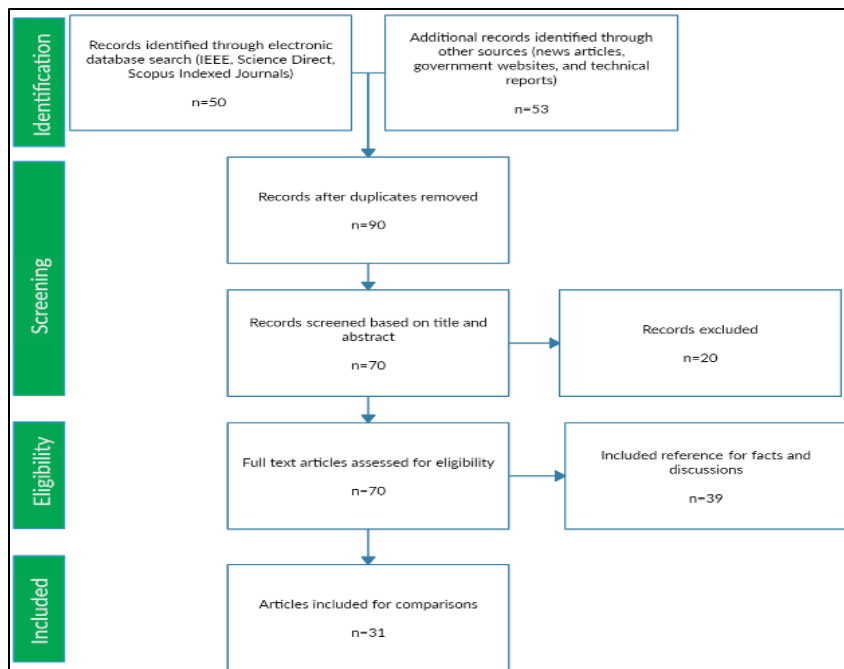 Identification
Records identified through electronic
database search (IEEE, Science Direct,
Scopus Indexed Journals)
n=50
Additional records identified through
other sources (news articles,
government websites, and technical
reports)
n=53
Screening
Records after duplicates removed
n=90
Records screened based on title and
abstract
n=70
Records excluded
n=20
Eligibility
Full text articles assessed for eligibility
n=70
Included reference for facts and
discussions
n=39
Included
Articles included for comparisons
n=31